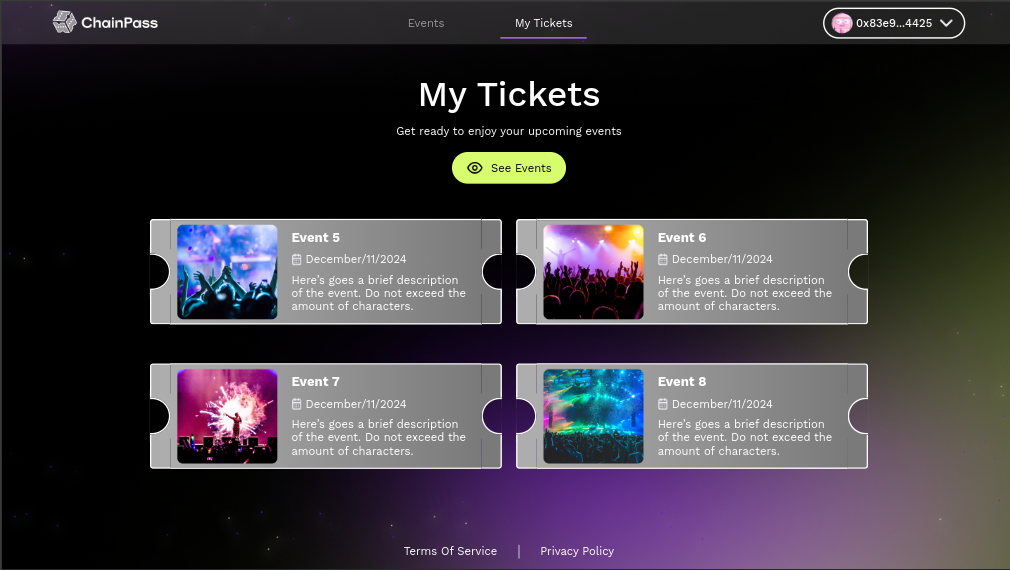 ChainPass
Events
My Tickets
0x83e9...4425
My Tickets
Get ready to enjoy your upcoming events
See Events
Event 5
December/11/2024
Here's goes a brief description
of the event. Do not exceed the
amount of characters.
Event 6
December/11/2024
Here's goes a brief description
of the event. Do not exceed the
amount of characters.
Event 7
December/11/2024
Here's goes a brief description
of the event. Do not exceed the
amount of characters.
Event 8
December/11/2024
Here's goes a brief description
of the event. Do not exceed the
amount of characters.
Terms Of Service | Privacy Policy